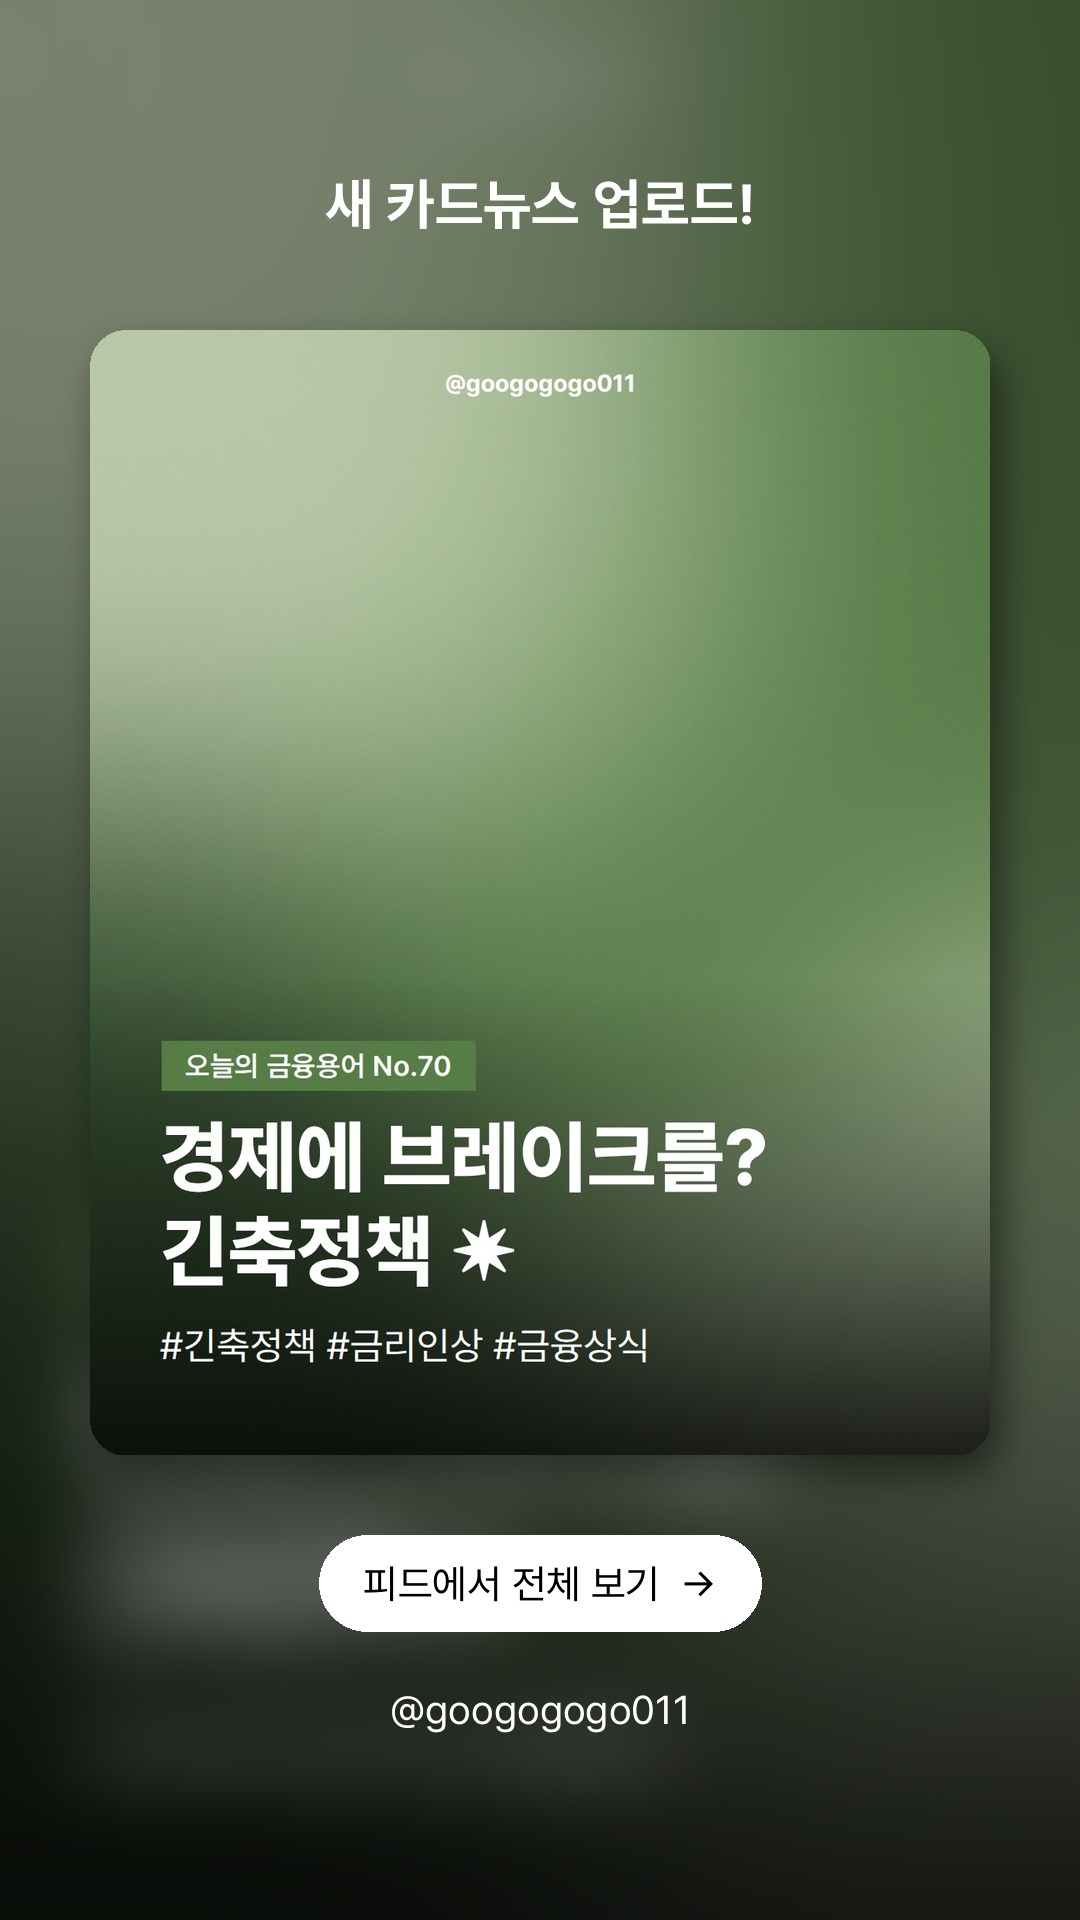 새 카드뉴스 업로드!
@googogogo011
오늘의 금융용어 No.70
경제에 브레이크를?
긴축정책 ✷
#긴축정책 #금리인상 #금융상식
피드에서 전체 보기 →
@googogogo011